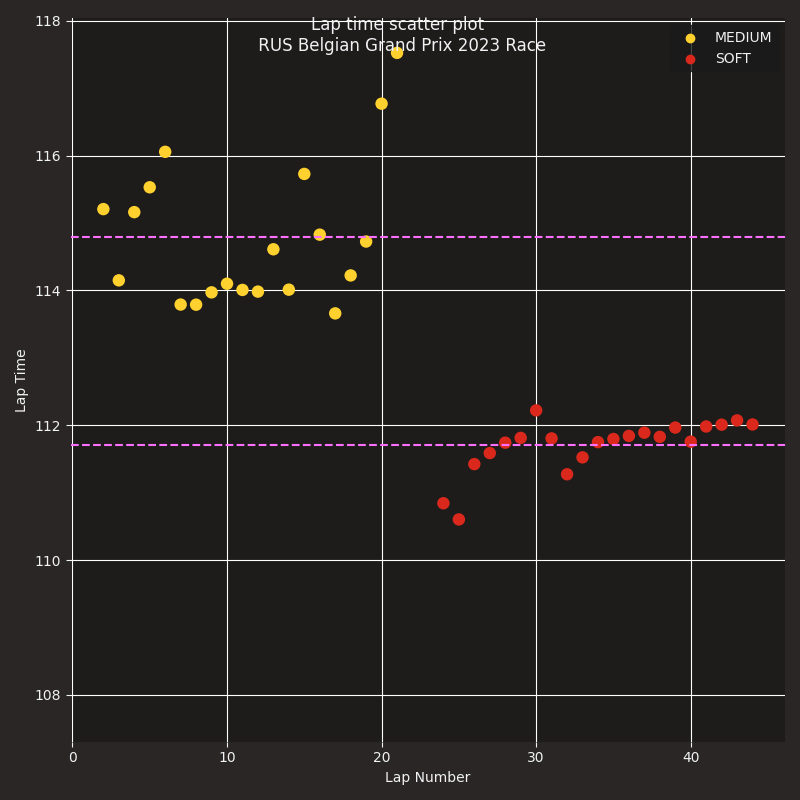 Lap time scatter plot
RUS Belgian Grand Prix 2023 Race
MEDIUM
SOFT
118
116
114
112
110
108
Lap Time
0 10 20 30 40
Lap Number